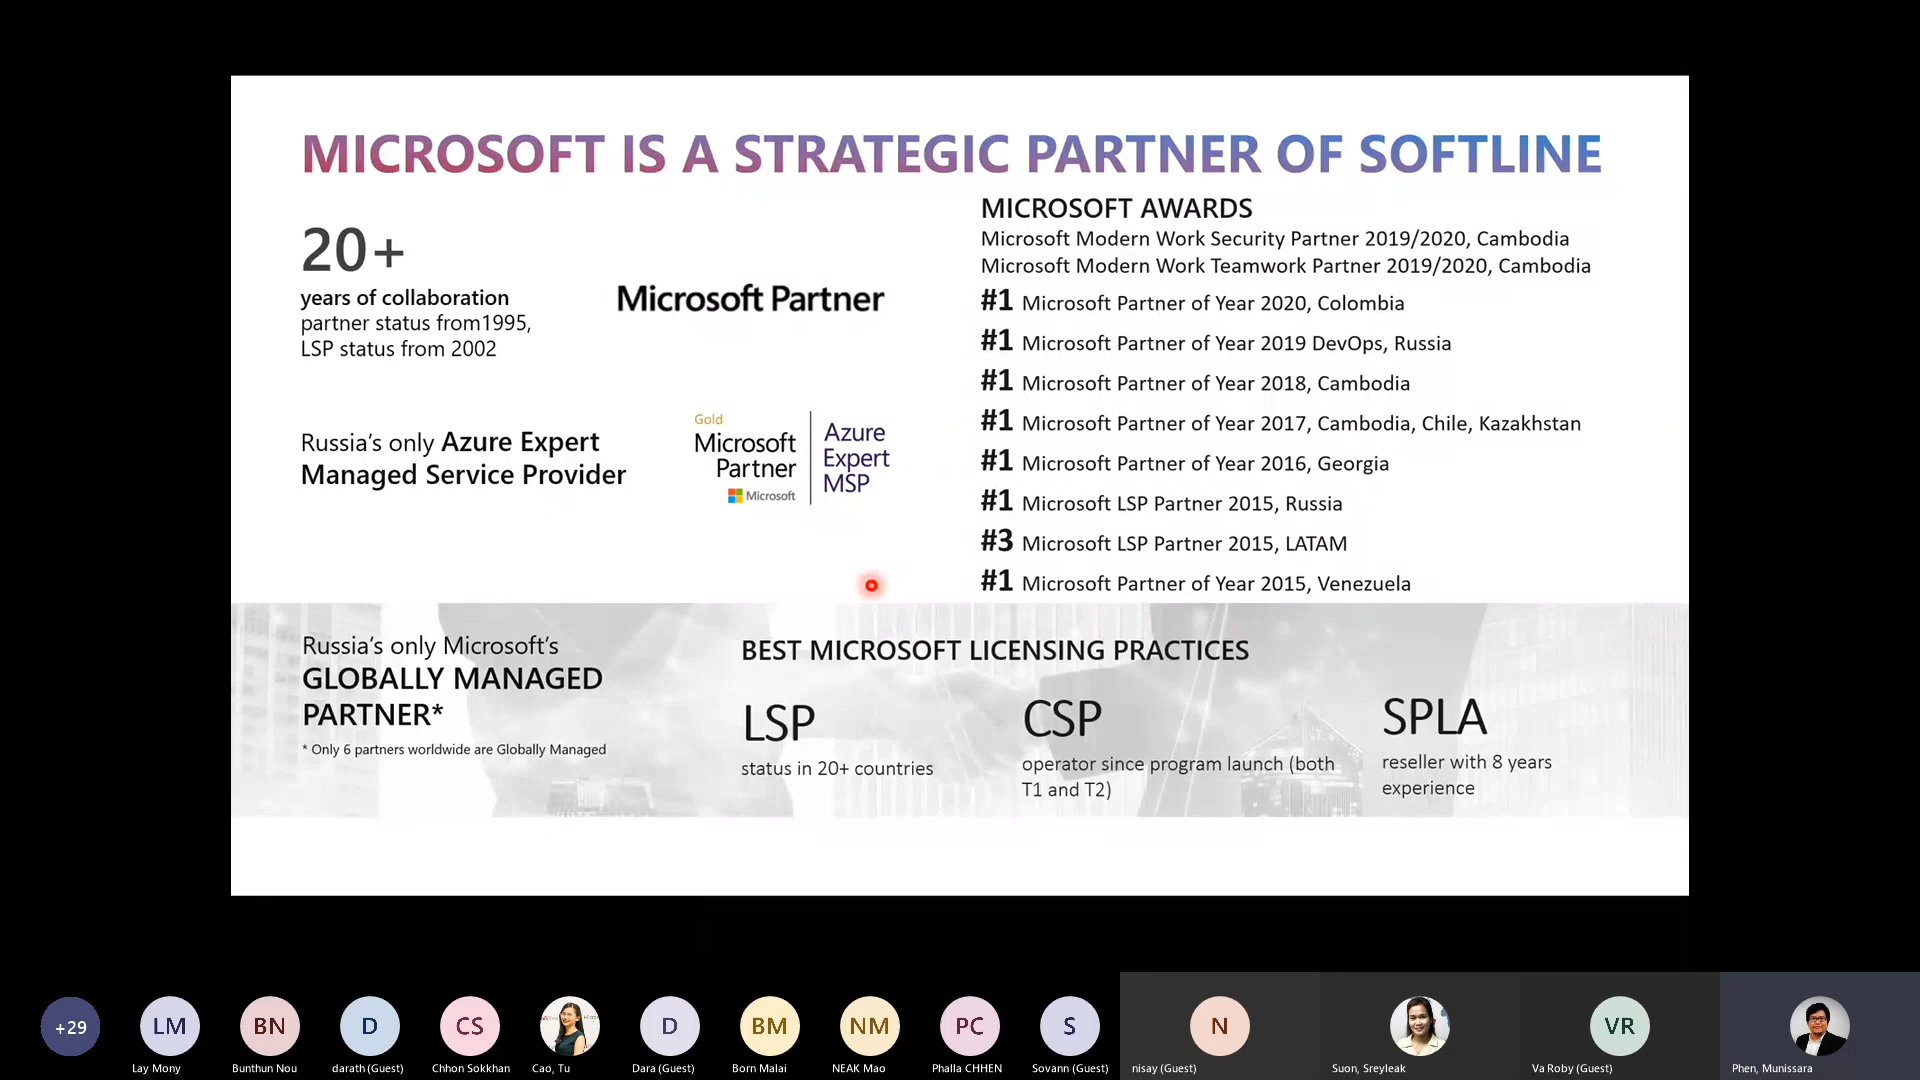 MICROSOFT IS A STRATEGIC PARTNER OF SOFTLINE
20+
years of collaboration
partner status from1995,
LSP status from 2002
Microsoft Partner
Russia's only Azure Expert
Managed Service Provider
Gold
Microsoft
Partner
Microsoft
Azure
Expert
MSP
MICROSOFT AWARDS
Microsoft Modern Work Security Partner 2019/2020, Cambodia
Microsoft Modern Work Teamwork Partner 2019/2020, Cambodia
#1 Microsoft Partner of Year 2020, Colombia
#1 Microsoft Partner of Year 2019 DevOps, Russia
#1 Microsoft Partner of Year 2018, Cambodia
#1 Microsoft Partner of Year 2017, Cambodia, Chile, Kazakhstan
#1 Microsoft Partner of Year 2016, Georgia
#1 Microsoft LSP Partner 2015, Russia
#3 Microsoft LSP Partner 2015, LATAM
#1 Microsoft Partner of Year 2015, Venezuela
Russia's only Microsoft's
GLOBALLY MANAGED
PARTNER*
* Only 6 partners worldwide are Globally Managed
BEST MICROSOFT LICENSING PRACTICES
LSP
status in 20+ countries
CSP
operator since program launch (both
T1 and T2)
SPLA
reseller with 8 years
experience
+29
LM
BN
D
CS
D
BM
NM
PC
S
N
VR
Lay Mony
Bunthun Nou
darath (Guest)
Chhon Sokkhan
Cao, Tu
Dara (Guest)
Born Malai
NEAK Mao
Phalla CHHEN
Sovann (Guest)
nisay (Guest)
Suon, Sreyleak
Va Roby (Guest)
Phen, Munissara